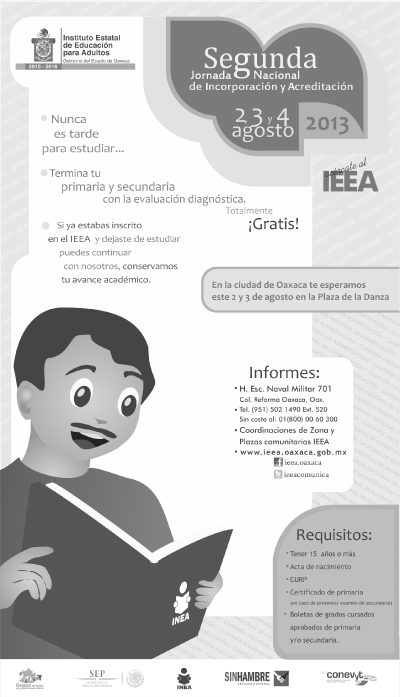 Instituto Estatal
de Educación
para Adultos
Gobierno del Estado de Oaxaca
2010 - 2016
Segunda
Jornada Nacional
de Incorporación y Acreditación
2 3 y 4
agosto
2013
IEEA
Nunca
es tarde
para estudiar...
Termina tu
primaria y secundaria
con la evaluación diagnóstica.
Totalmente
¡Gratis!
Si ya estabas inscrito
en el IEEA y dejaste de estudiar
puedes continuar
con nosotros, conservamos
tu avance académico.
En la ciudad de Oaxaca te esperamos
este 2 y 3 de agosto en la Plaza de la Danza
Informes:
• H. Esc. Naval Militar 701
Col. Reforma Oaxaca, Oax.
• Tel. (951) 502 1490 Ext. 520
Sin costo al: 01(800) 00 60 300
• Coordinaciones de Zona y
Plazas comunitarias IEEA
• www.ieea.oaxaca.gob.mx
ieea.oaxaca
ieeacomunica
Requisitos:
• Tener 15 años o más
• Acta de nacimiento
• CURP
• Certificado de primaria
(en caso de presentar examen de secundaria)
• Boletas de grados cursados
aprobados de primaria
y/o secundaria.
INEA
SEP
INEA
SINHAMBRE
conevyt